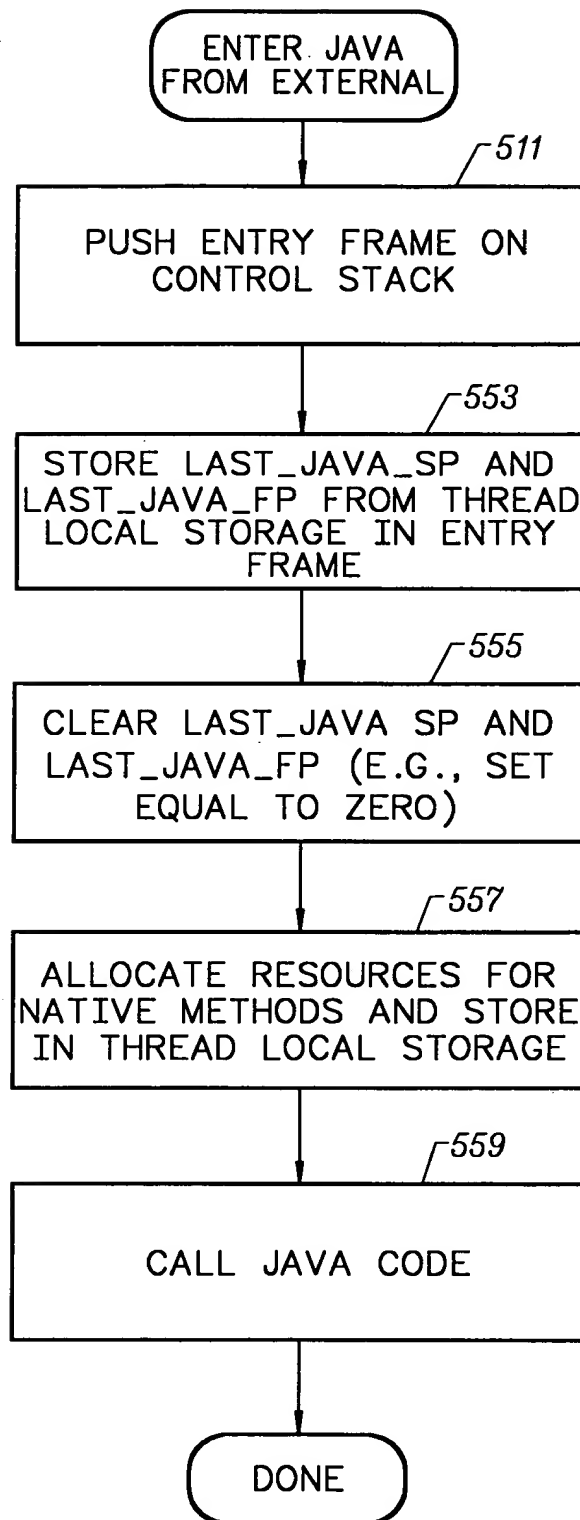 ENTER JAVA
FROM EXTERNAL
511
PUSH ENTRY FRAME ON
CONTROL STACK
553
STORE LAST_JAVA_SP AND
LAST_JAVA_FP FROM THREAD
LOCAL STORAGE IN ENTRY
FRAME
555
CLEAR LAST_JAVA SP AND
LAST_JAVA_FP (E.G., SET
EQUAL TO ZERO)
557
ALLOCATE RESOURCES FOR
NATIVE METHODS AND STORE
IN THREAD LOCAL STORAGE
559
CALL JAVA CODE
DONE